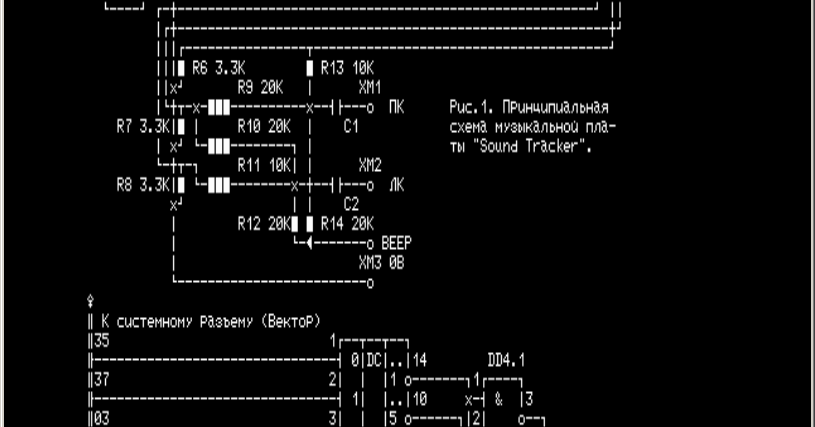 R6 3.3K R13 10K
R9 20K XM1
ПК
R7 3.3K R10 20K C1
R11 10K XM2
R8 3.3K ЛК
C2
R12 20K R14 20K
BEEP
XM3 0B
Рис.1. Принципиальная
схема музыкальной пла-
ты "Sound Tracker".
К системному разъему (Вектор)
35 1
0 DC .. 14 DD4.1
37 2 1 1
1 .. 10 & 3
03 3 5 2